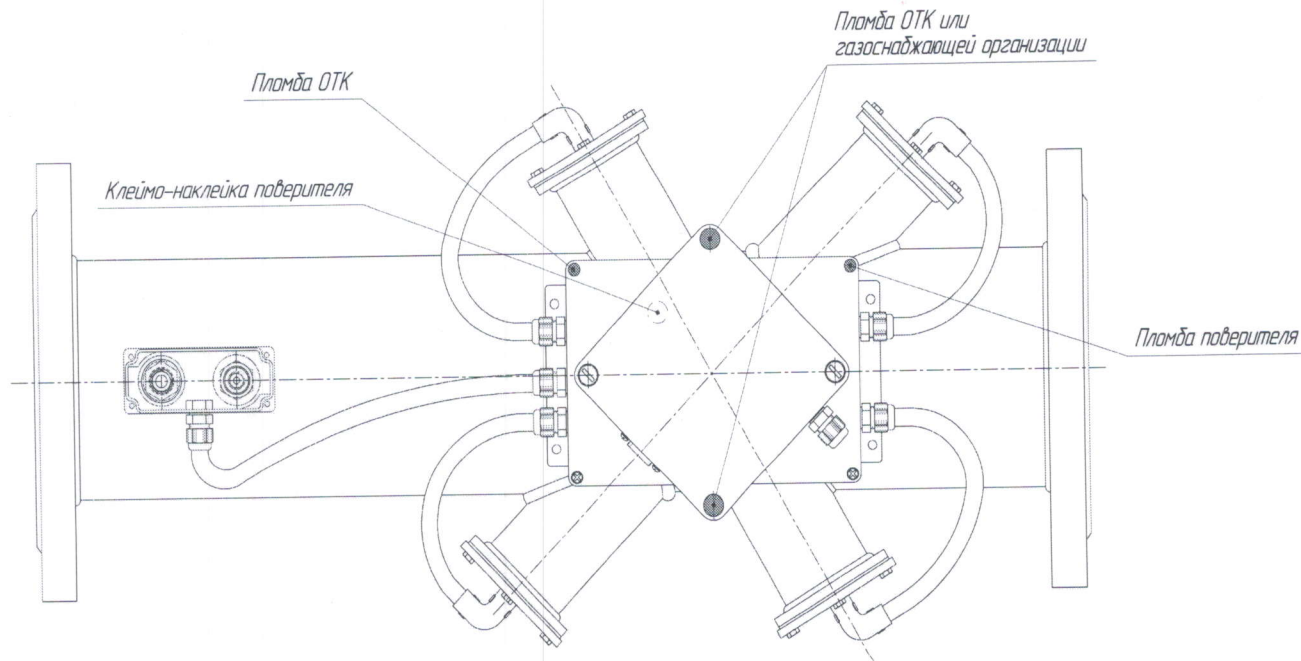 Пломба ОТК или
газоснабжающей организации
Пломба ОТК
Клеймо-наклейка поверителя
Пломба поверителя